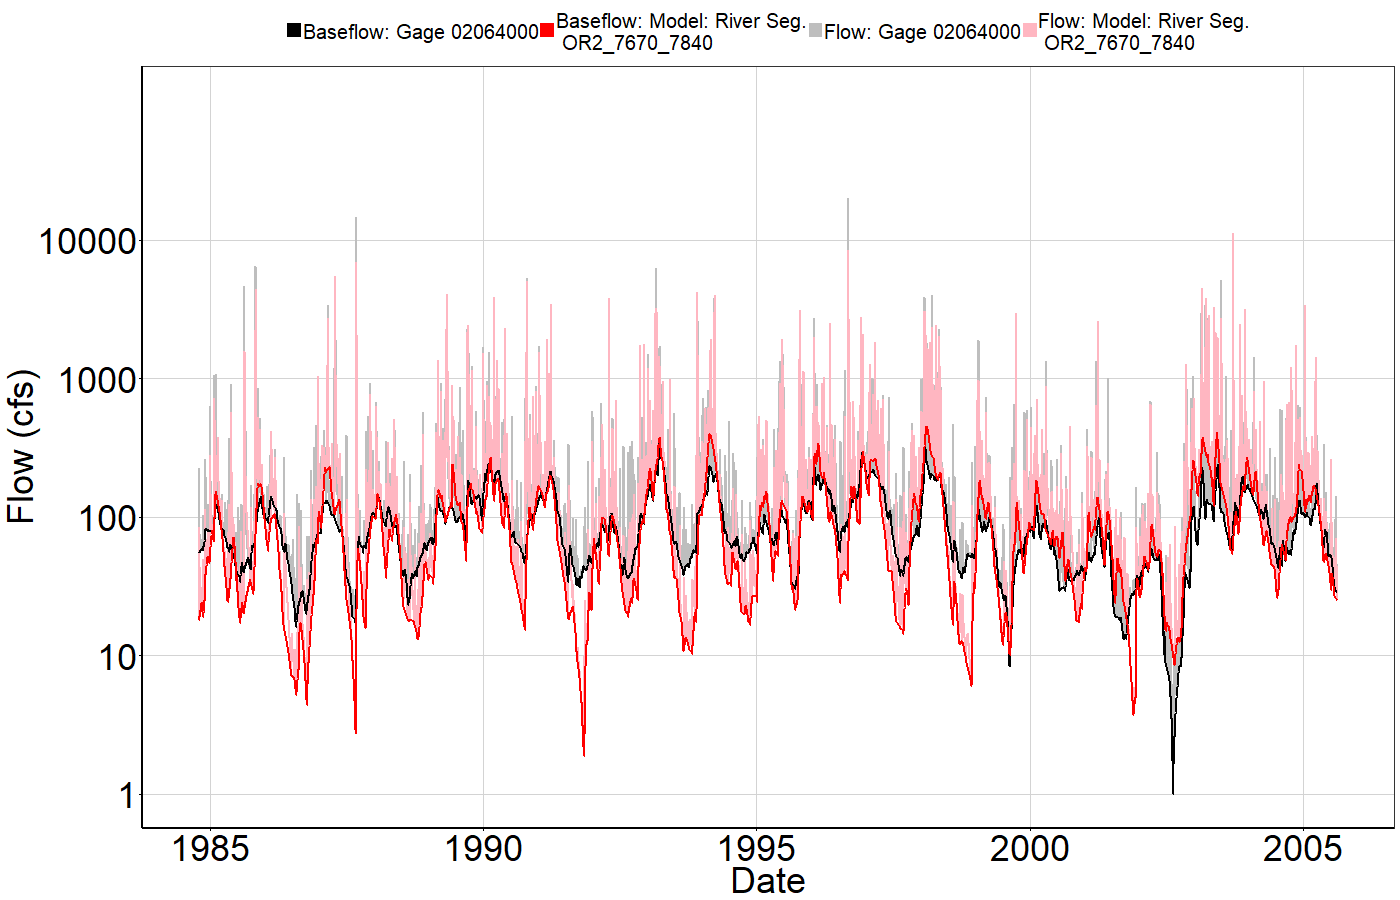 Baseflow: Gage 02064000
Baseflow: Model: River Seg.
OR2_7670_7840
Flow: Gage 02064000
Flow: Model: River Seg.
OR2_7670_7840
Flow (cfs)
10000
1000
100
10
1
1985
1990
1995
2000
2005
Date